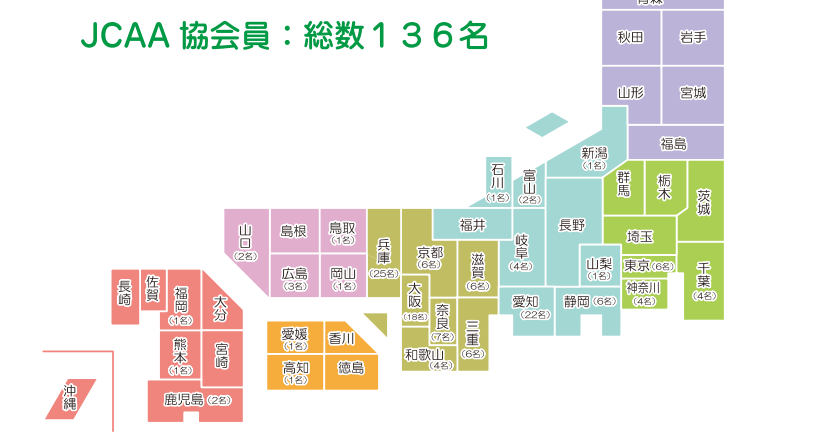 青森
JCAA 協会員：総数１３６名
秋田
岩手
山形
宮城
福島
新潟
（1名）
石川
（1名）
富山
（2名）
群馬
栃木
茨城
山口
（2名）
島根
鳥取
（1名）
兵庫
（25名）
京都
（6名）
福井
滋賀
（6名）
岐阜
（4名）
長野
埼玉
山梨
（1名）
東京（6名）
千葉
（4名）
神奈川
（4名）
広島
（3名）
岡山
（1名）
大阪
（18名）
奈良
（7名）
三重
（6名）
愛知
（22名）
静岡（6名）
和歌山
（4名）
長崎
佐賀
福岡
（1名）
大分
熊本
（1名）
宮崎
愛媛
（1名）
香川
高知
（1名）
徳島
鹿児島（2名）
沖縄